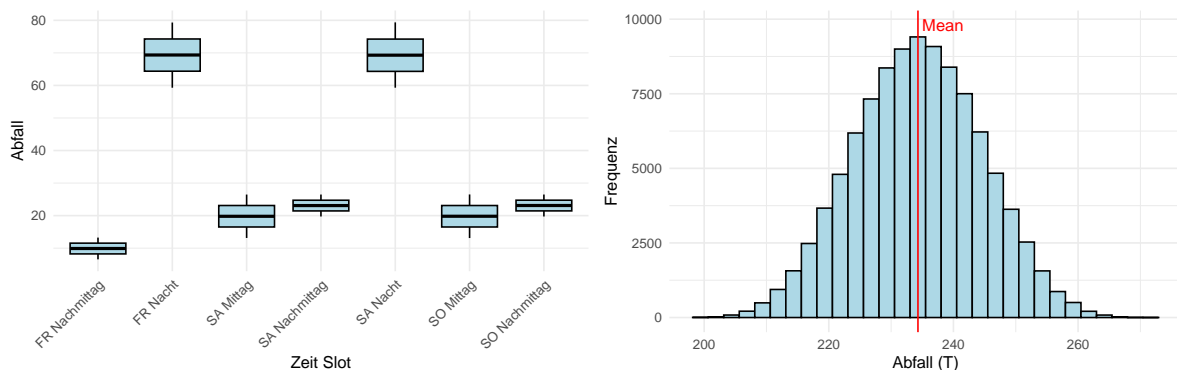 80
60
40
20
Abfall
FR Nachmittag
FR Nacht
SA Mittag
SA Nachmittag
SA Nacht
SO Mittag
SO Nachmittag
Zeit Slot
Mean
10000
7500
5000
2500
0
Frequenz
200
220
240
260
Abfall (T)